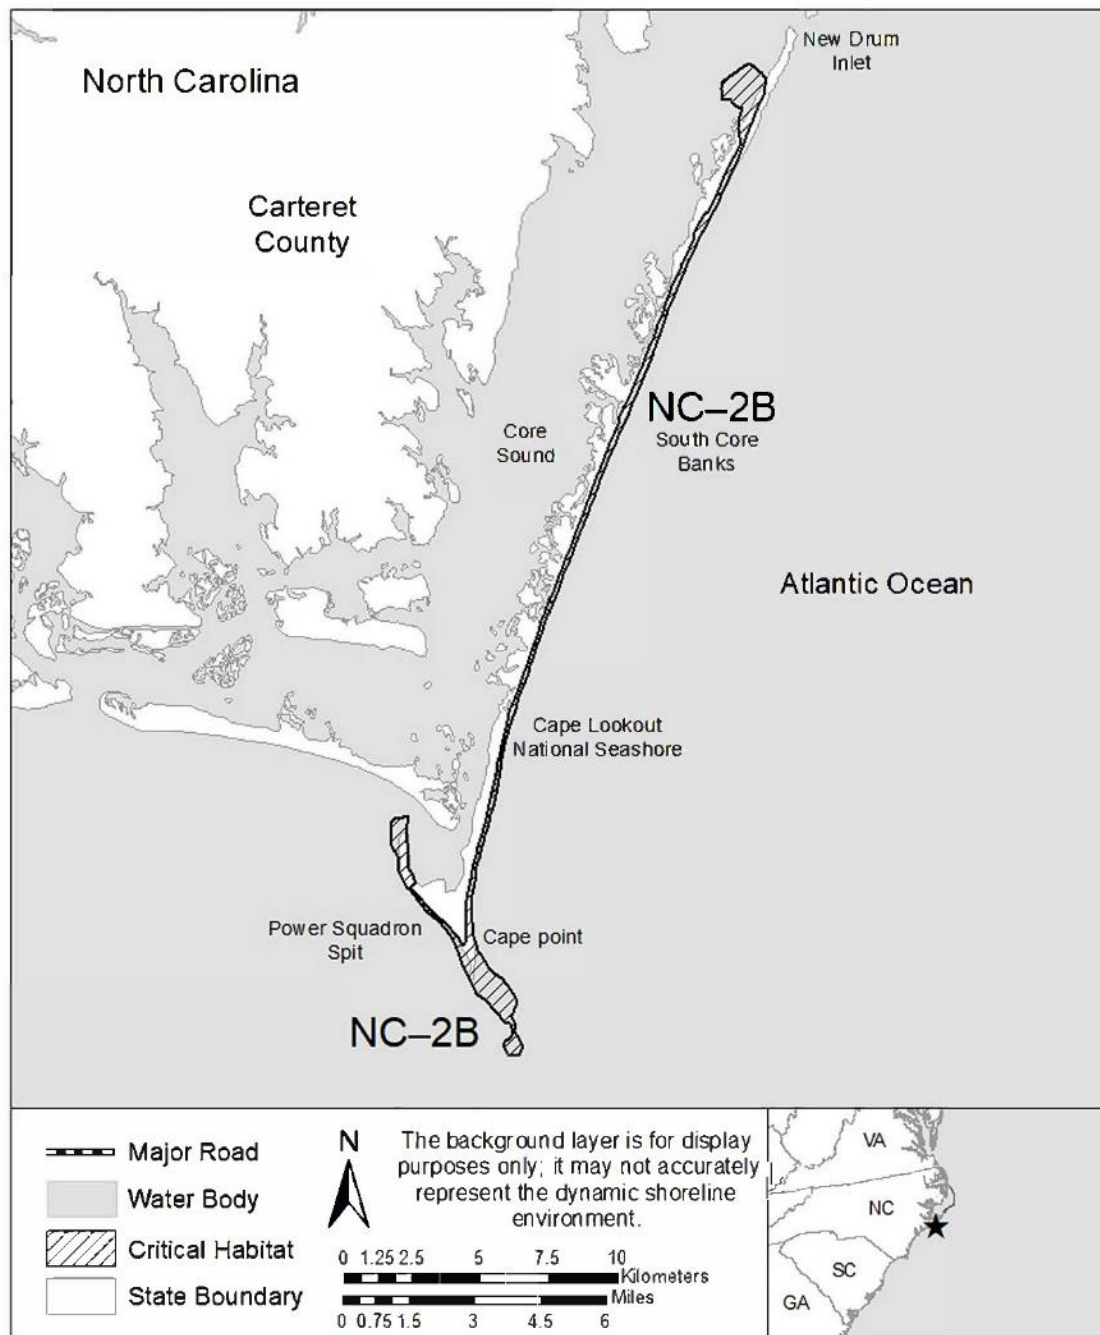 New Drum
Inlet
North Carolina
Carteret
County
NC–2B
South Core
Banks
Core
Sound
Atlantic Ocean
Cape Lookout
National Seashore
Power Squadron
Spit
Cape point
NC–2B
Major Road
Water Body
Critical Habitat
State Boundary
N
The background layer is for display
purposes only; it may not accurately
represent the dynamic shoreline
environment.
0 1.25 2.5 5 7.5 10
Kilometers
Miles
0 0.75 1.5 3 4.5 6
VA
NC
SC
GA